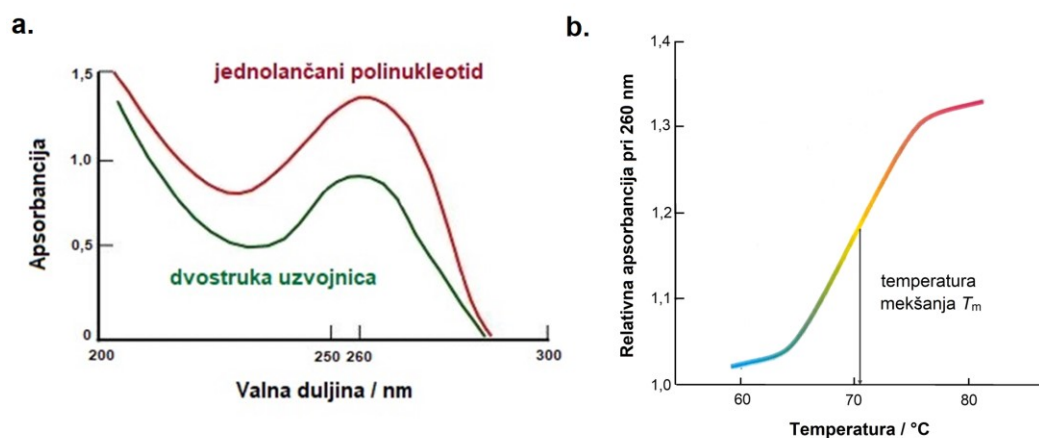 a.
jednolančani polinukleotid
1,5
1,0
0,5
0
Apsorbancija
dvostruka uzvojnica
200
250 260
300
Valna duljina / nm
b.
1,4
1,3
1,2
1,1
1,0
Relativna apsorbancija pri 260 nm
temperatura
mekšanja Tm
60
70
80
Temperatura / °C